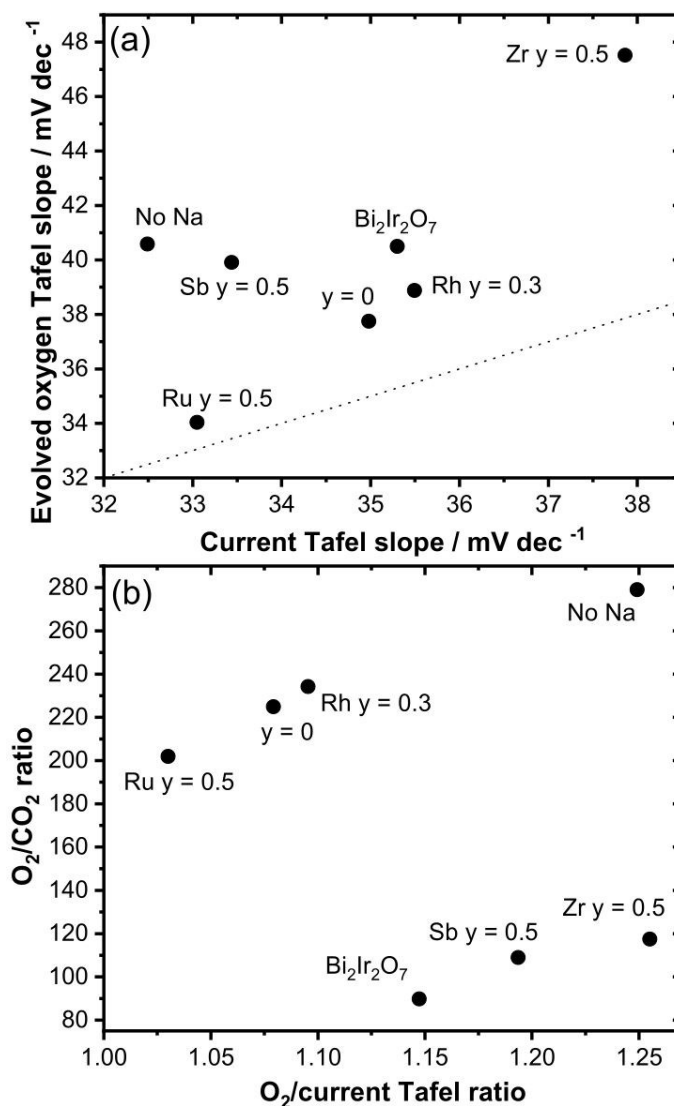 (a)
Zr y = 0.5
No Na
Bi₂Ir₂O₇
Sb y = 0.5
y = 0
Rh y = 0.3
Ru y = 0.5
48
46
44
42
40
38
36
34
32
32 33 34 35 36 37 38
Evolved oxygen Tafel slope / mV dec ⁻¹
Current Tafel slope / mV dec ⁻¹
(b)
No Na
Rh y = 0.3
y = 0
Ru y = 0.5
Zr y = 0.5
Sb y = 0.5
Bi₂Ir₂O₇
280
260
240
220
200
180
160
140
120
100
80
1.00 1.05 1.10 1.15 1.20 1.25
O₂/CO₂ ratio
O₂/current Tafel ratio